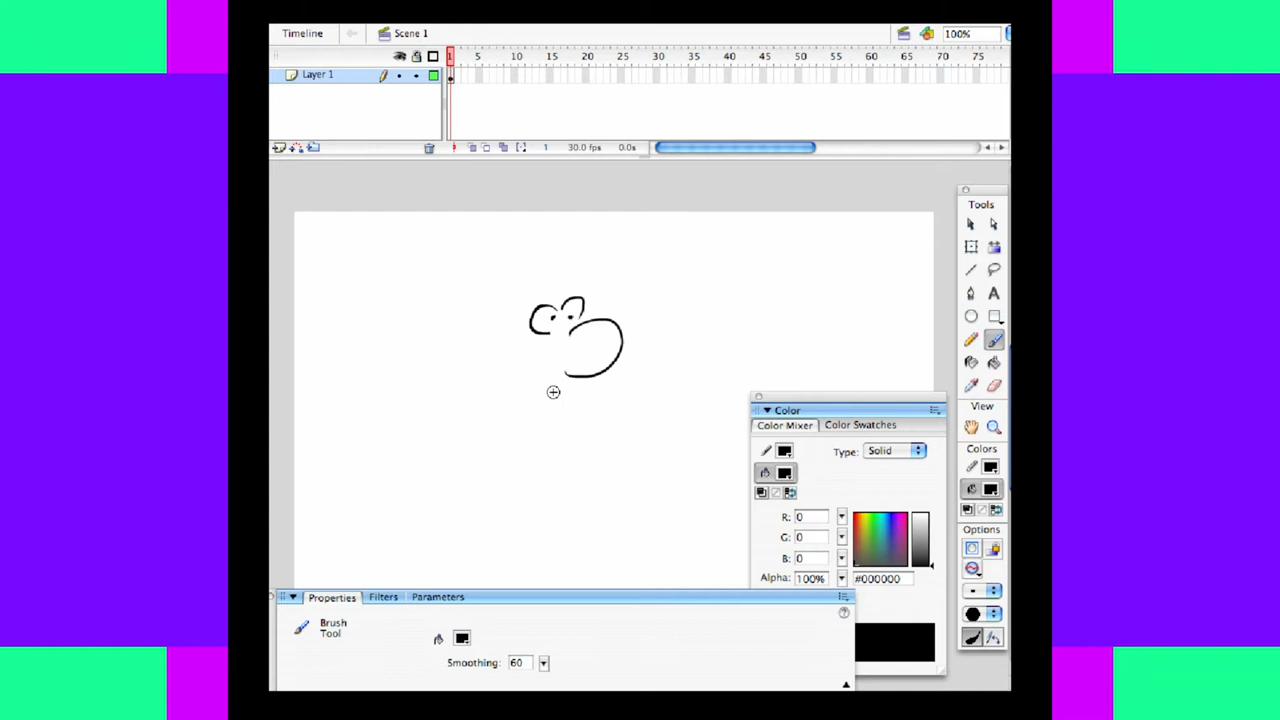 Timeline Scene 1 100%
1 5 10 15 20 25 30 35 40 45 50 55 60 65 70 75
Layer 1
1 30.0 fps 0.0s
Tools
View
Colors
Options
Color
Color Mixer Color Swatches
Type: Solid
R: 0
G: 0
B: 0
Alpha: 100% #000000
Properties Filters Parameters
Brush
Tool
Smoothing: 60